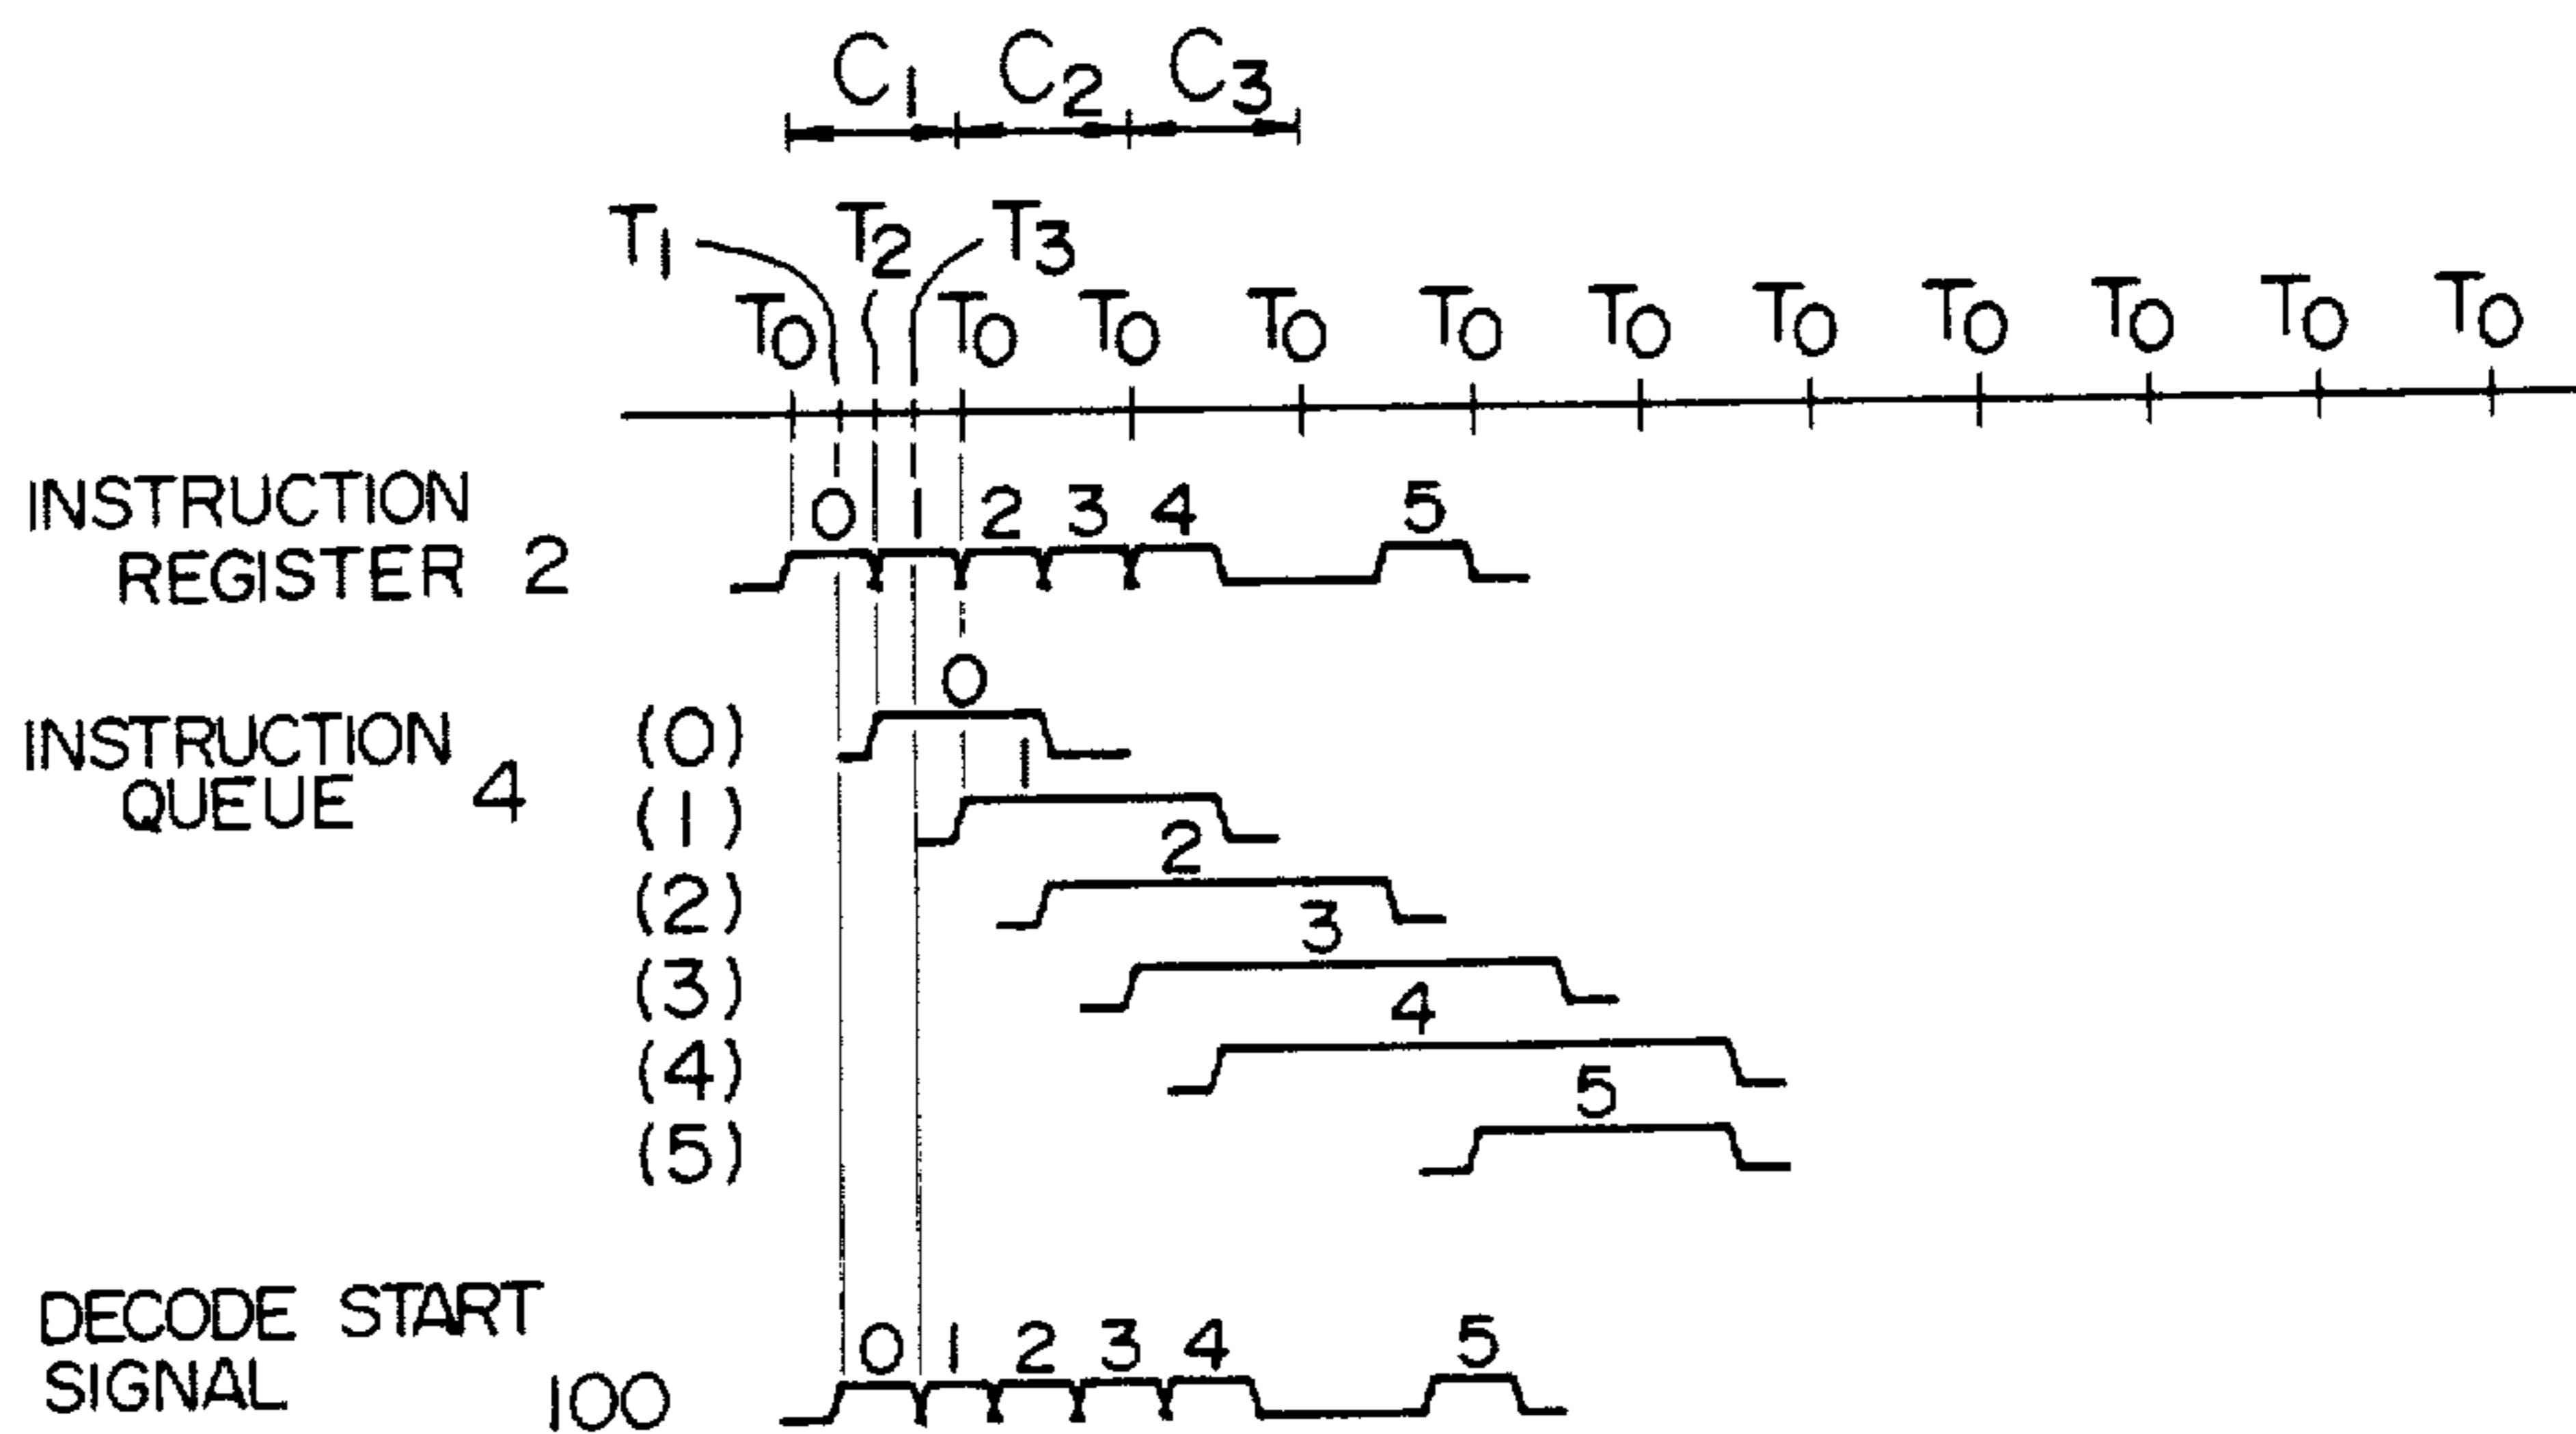 C1 C2 C3
T1 T2 T3
T0 T0 T0 T0 T0 T0 T0 T0 T0 T0 T0
INSTRUCTION
REGISTER 2
0 1 2 3 4 5
INSTRUCTION
QUEUE 4
(0) 0
(1) 1
(2) 2
(3) 3
(4) 4
(5) 5
DECODE START
SIGNAL 100
0 1 2 3 4 5